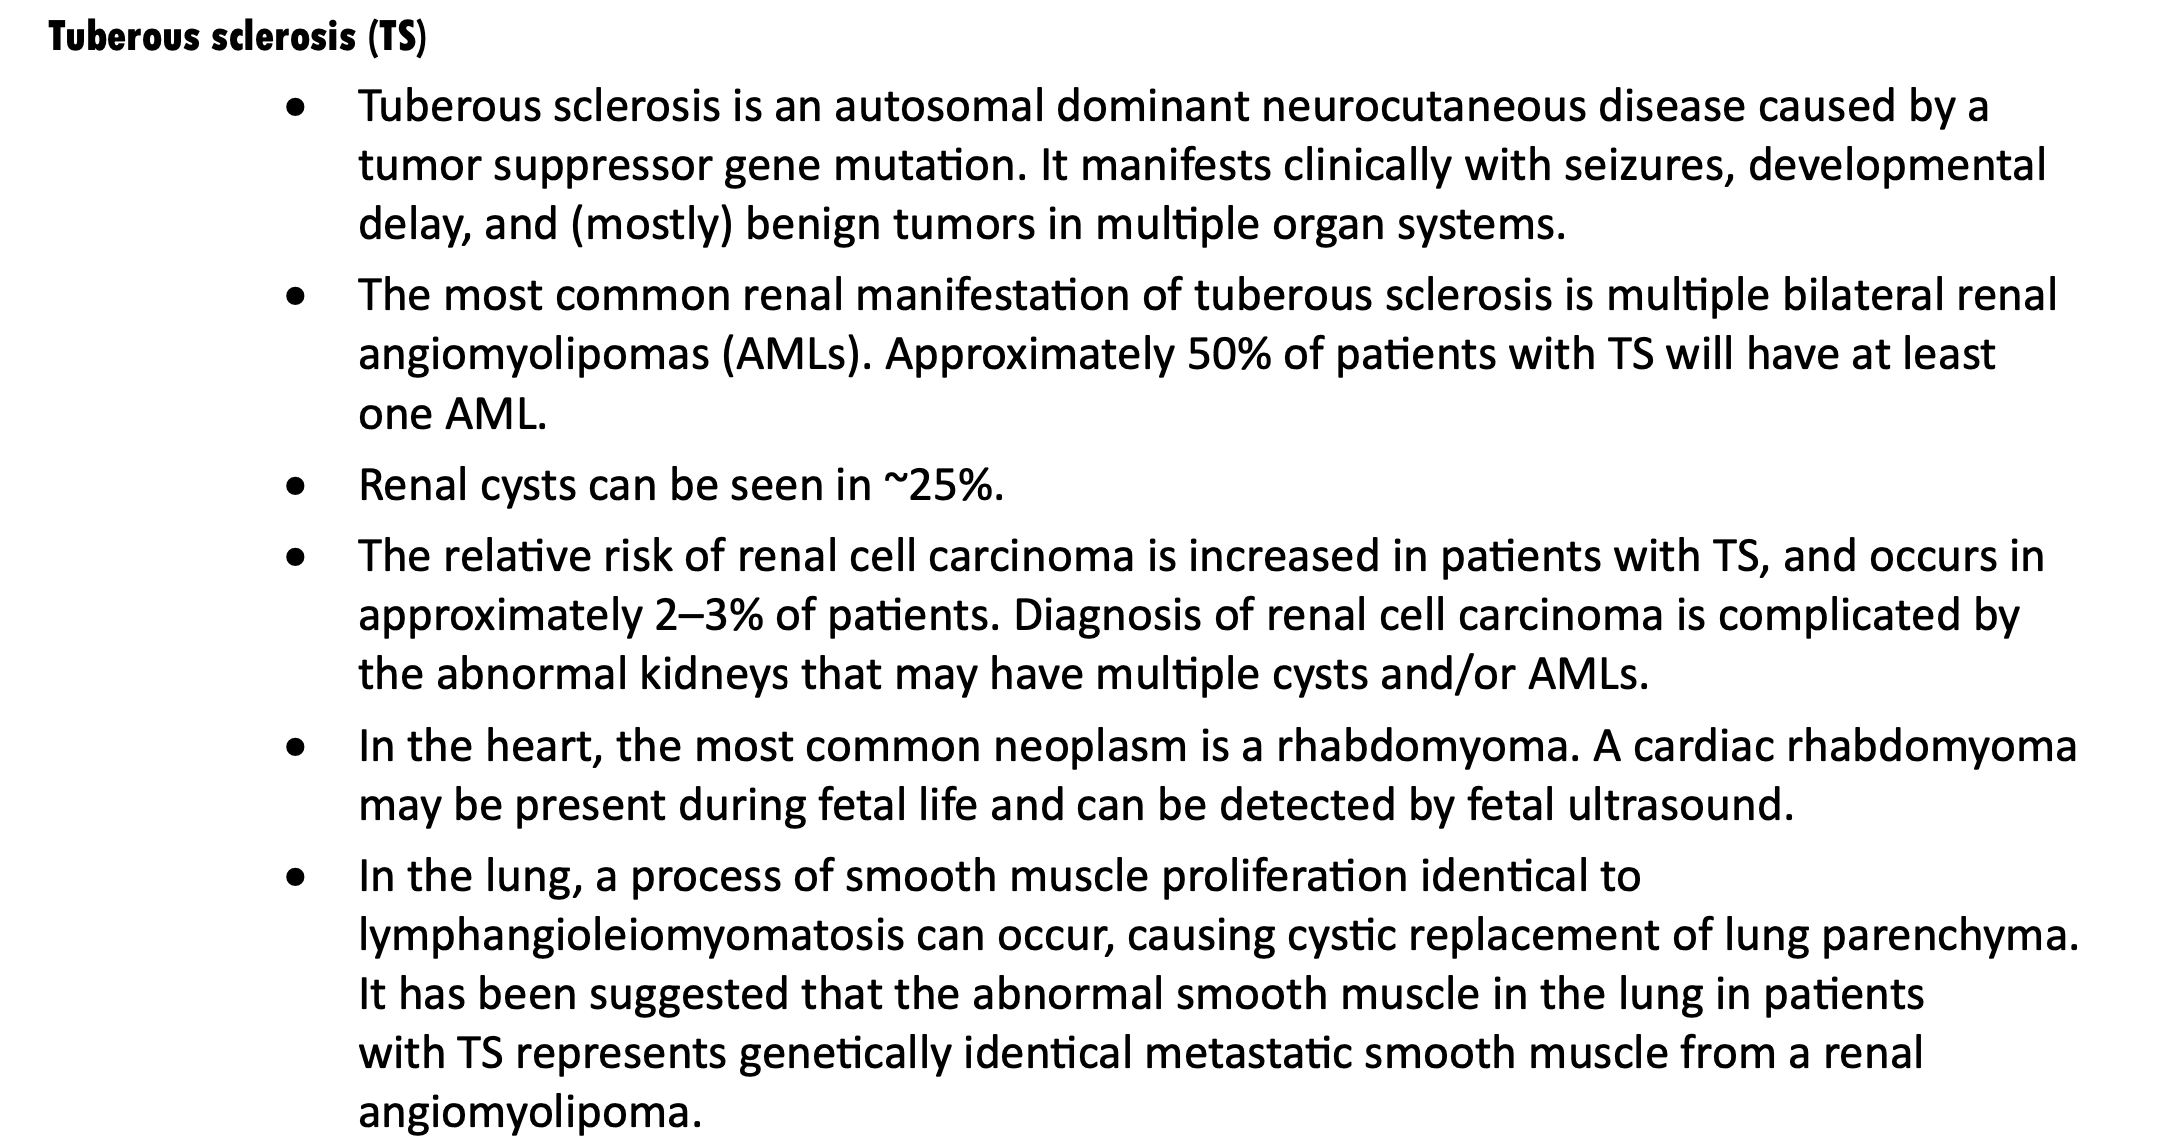 Tuberous sclerosis (TS)
• Tuberous sclerosis is an autosomal dominant neurocutaneous disease caused by a
tumor suppressor gene mutation. It manifests clinically with seizures, developmental
delay, and (mostly) benign tumors in multiple organ systems.
• The most common renal manifestation of tuberous sclerosis is multiple bilateral renal
angiomyolipomas (AMLs). Approximately 50% of patients with TS will have at least
one AML.
• Renal cysts can be seen in ~25%.
• The relative risk of renal cell carcinoma is increased in patients with TS, and occurs in
approximately 2–3% of patients. Diagnosis of renal cell carcinoma is complicated by
the abnormal kidneys that may have multiple cysts and/or AMLs.
• In the heart, the most common neoplasm is a rhabdomyoma. A cardiac rhabdomyoma
may be present during fetal life and can be detected by fetal ultrasound.
• In the lung, a process of smooth muscle proliferation identical to
lymphangioleiomyomatosis can occur, causing cystic replacement of lung parenchyma.
It has been suggested that the abnormal smooth muscle in the lung in patients
with TS represents genetically identical metastatic smooth muscle from a renal
angiomyolipoma.